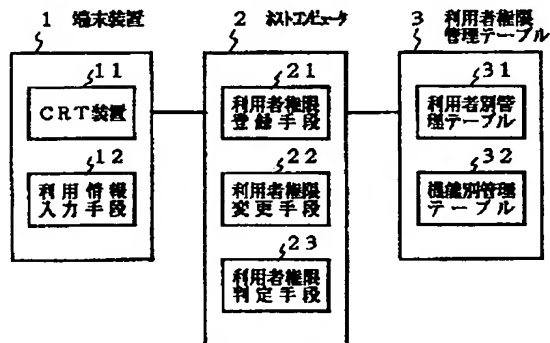 1 端末装置
11
CRT装置
12
利用情報
入力手段
2 ホストコンピュータ
21
利用者権限
登録手段
22
利用者権限
変更手段
23
利用者権限
判定手段
3 利用者権限
管理テーブル
31
利用者別管
理テーブル
32
機能別管理
テーブル